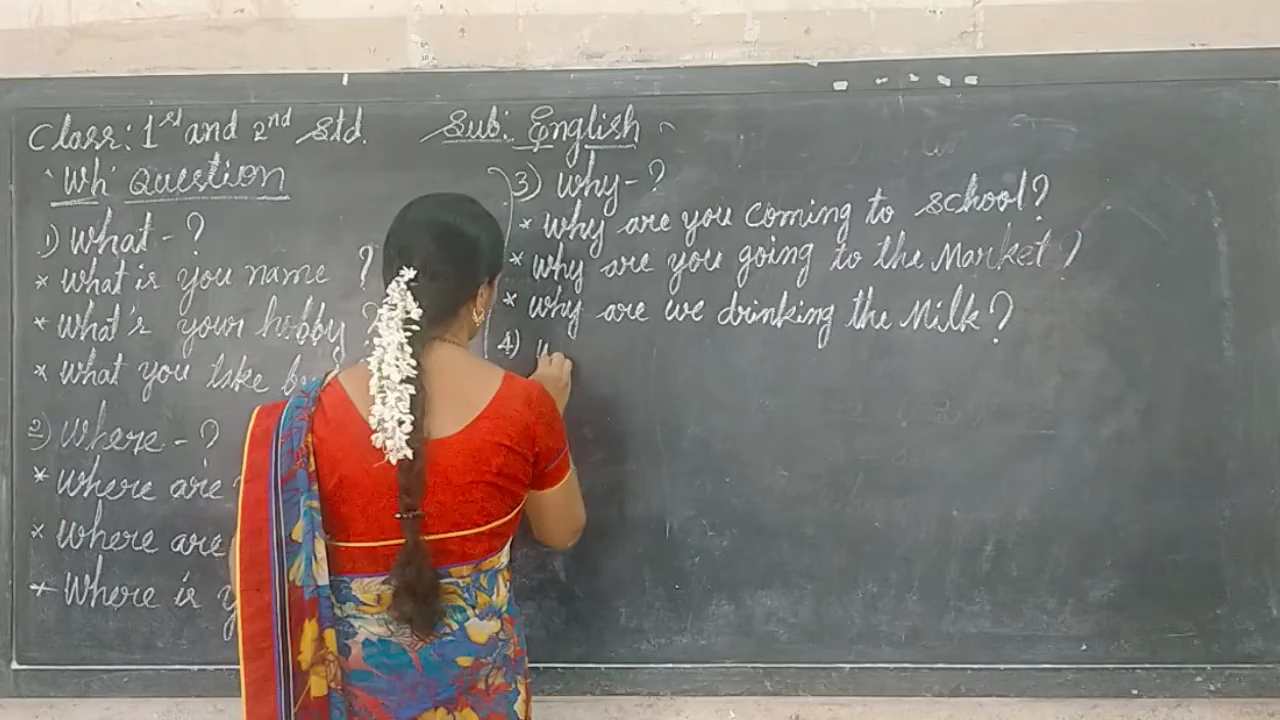 Class: 1st and 2nd Std.
Sub: English
'Wh' Question
1) What - ?
* What is you name ?
* What's your hobby ?
* What you like
2) Where - ?
* Where are
* Where are
* Where is
3) Why - ?
* Why are you coming to school?
* Why are you going to the Market?
* Why are we drinking the Milk?
4)